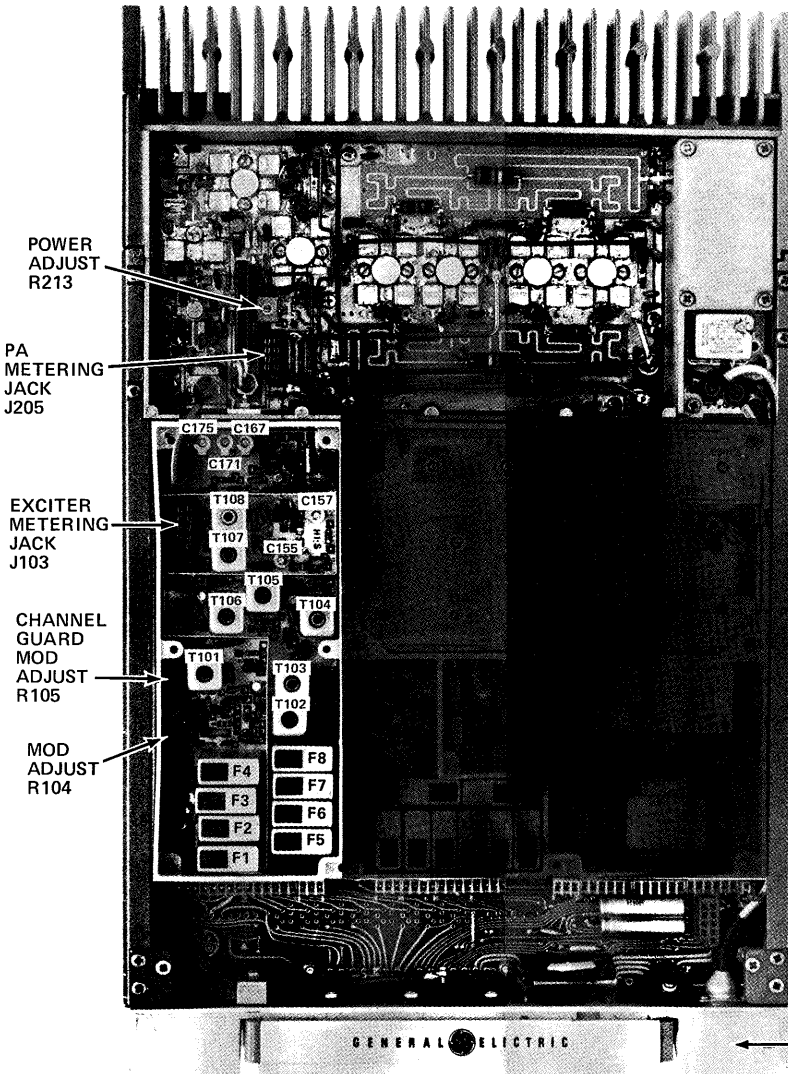 POWER
ADJUST
R213
PA
METERING
JACK
J205
C175
C167
C171
EXCITER
METERING
JACK
J103
T108
C157
T107
C155
T105
T106
T104
CHANNEL
GUARD
MOD
ADJUST
R105
T101
T103
T102
MOD
ADJUST
R104
F4
F8
F3
F7
F2
F6
F1
F5
GENERAL ELECTRIC